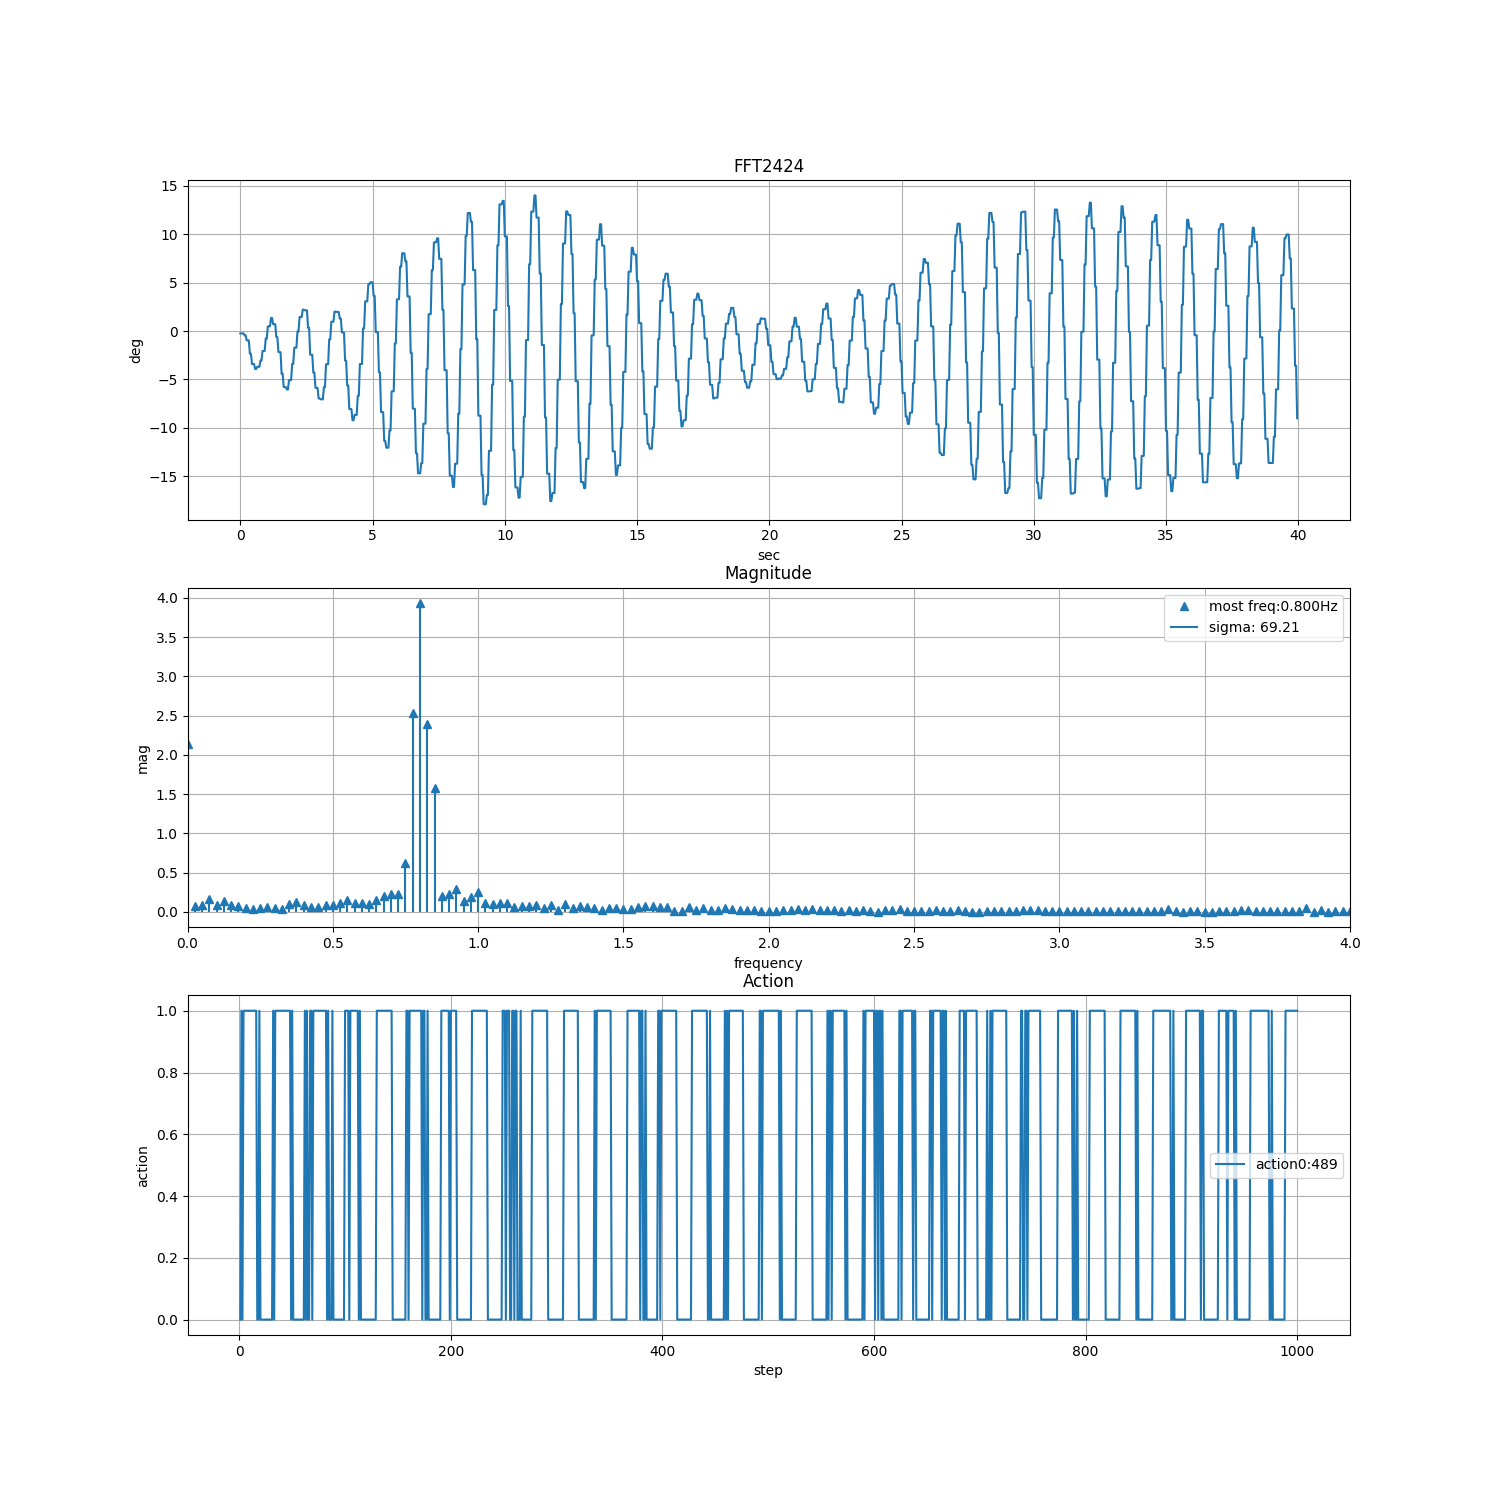 FFT2424
15
10
5
0
−5
−10
−15
deg
0 5 10 15 20 25 30 35 40
sec
Magnitude
4.0
3.5
3.0
2.5
2.0
1.5
1.0
0.5
0.0
mag
most freq:0.800Hz
sigma: 69.21
0.0 0.5 1.0 1.5 2.0 2.5 3.0 3.5 4.0
frequency
Action
1.0
0.8
0.6
0.4
0.2
0.0
action
action0:489
0 200 400 600 800 1000
step